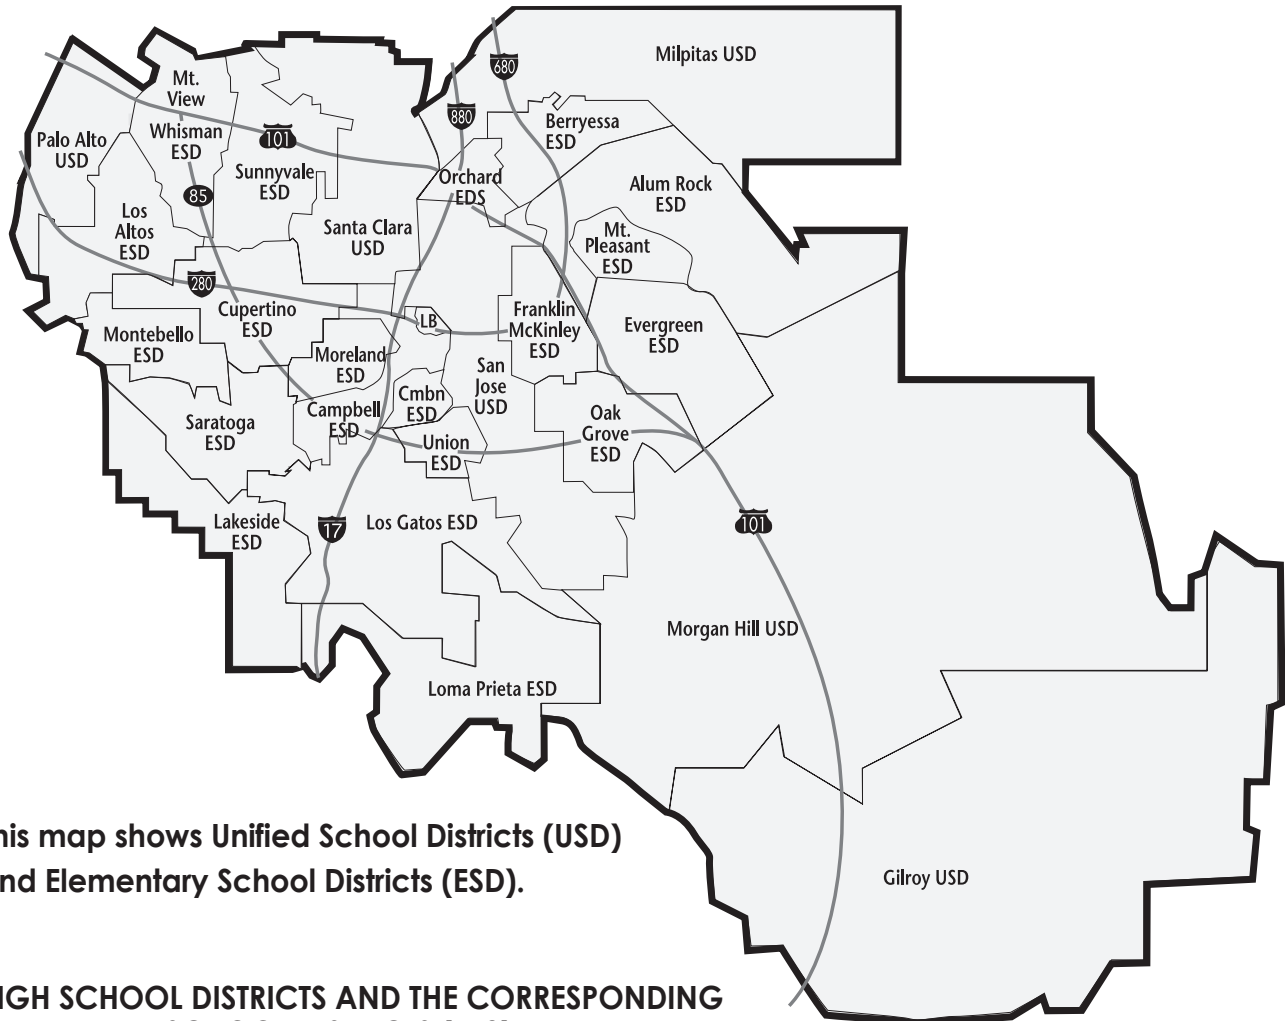 Milpitas USD
680
Mt.
View
Whisman
ESD
880
Berryessa
ESD
Palo Alto
USD
101
Sunnyvale
ESD
Orchard
EDS
Alum Rock
ESD
85
Los
Altos
ESD
Santa Clara
USD
Mt.
Pleasant
ESD
280
Cupertino
ESD
LB
Franklin
McKinley
ESD
Evergreen
ESD
Montebello
ESD
Moreland
ESD
San
Jose
USD
Cmbn
ESD
Campbell
ESD
Saratoga
ESD
Oak
Grove
ESD
Union
ESD
Lakeside
ESD
17
Los Gatos ESD
101
Morgan Hill USD
Loma Prieta ESD
his map shows Unified School Districts (USD)
nd Elementary School Districts (ESD).
Gilroy USD
IGH SCHOOL DISTRICTS AND THE CORRESPONDING